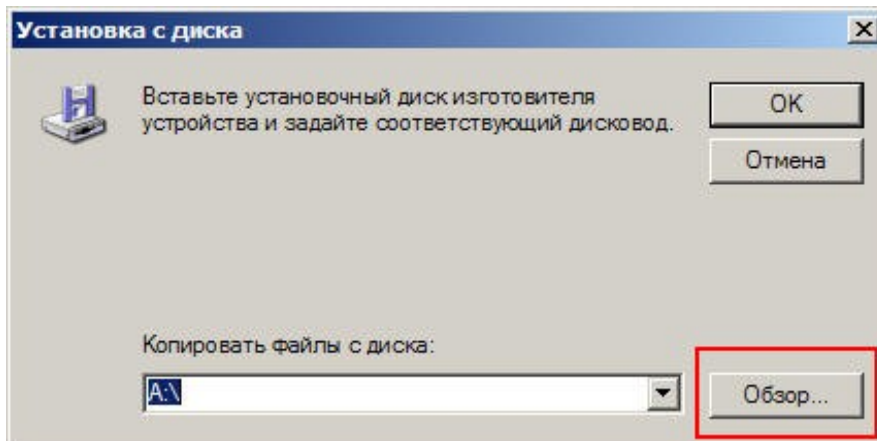 Установка с диска
Вставьте установочный диск изготовителя
устройства и задайте соответствующий дисковод.
OK
Отмена
Копировать файлы с диска:
A:\
Обзор...